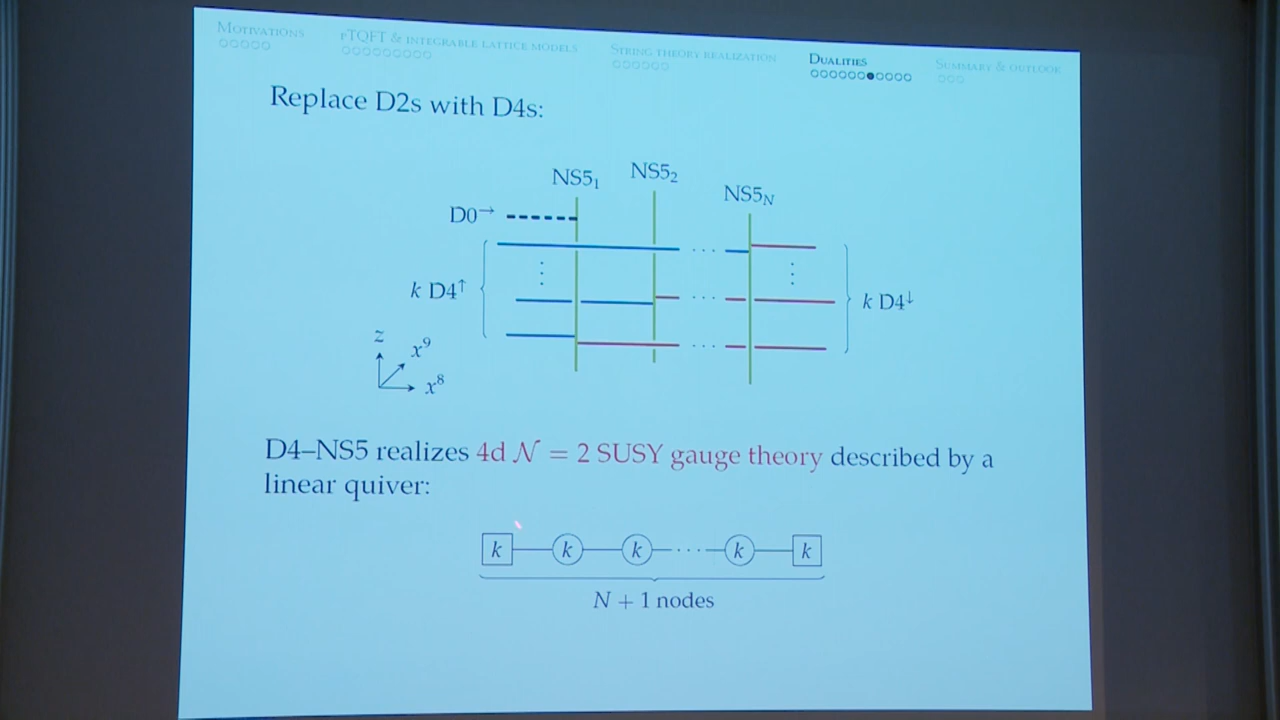 MOTIVATIONS rTQFT & INTEGRABLE LATTICE MODELS STRING THEORY REALIZATION DUALITIES SUMMARY & OUTLOOK
Replace D2s with D4s:
NS5₁ NS5₂ NS5_N
D0→
k D4↑ k D4↓
z
x⁹
x⁸
D4–NS5 realizes 4d 𝒩 = 2 SUSY gauge theory described by a
linear quiver:
k k k ··· k k
N + 1 nodes